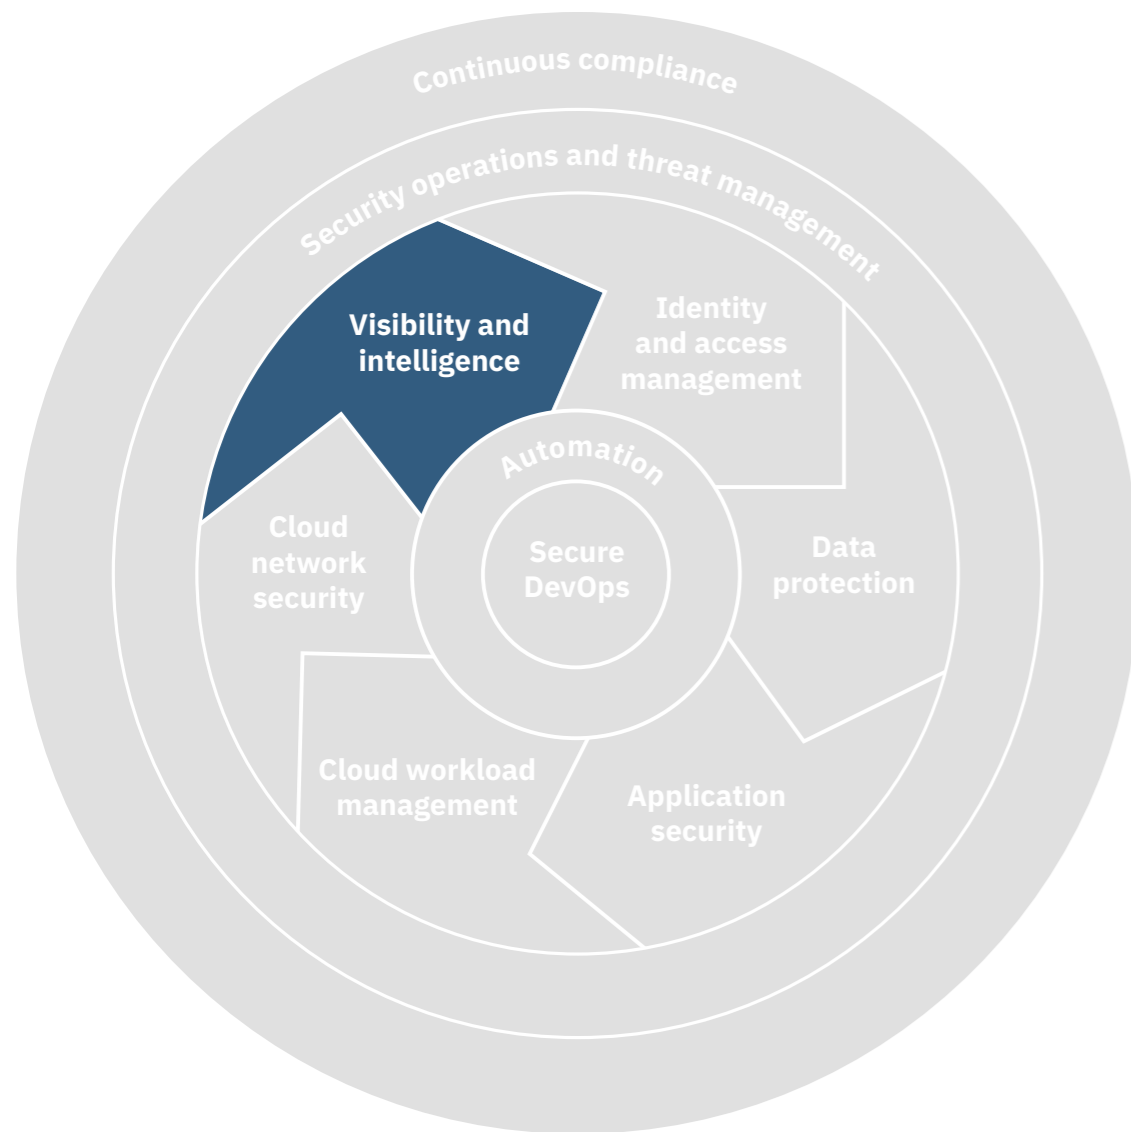 Continuous compliance
Security operations and threat management
Visibility and
intelligence
Identity
and access
management
Automation
Secure
DevOps
Cloud
network
security
Data
protection
Cloud workload
management
Application
security